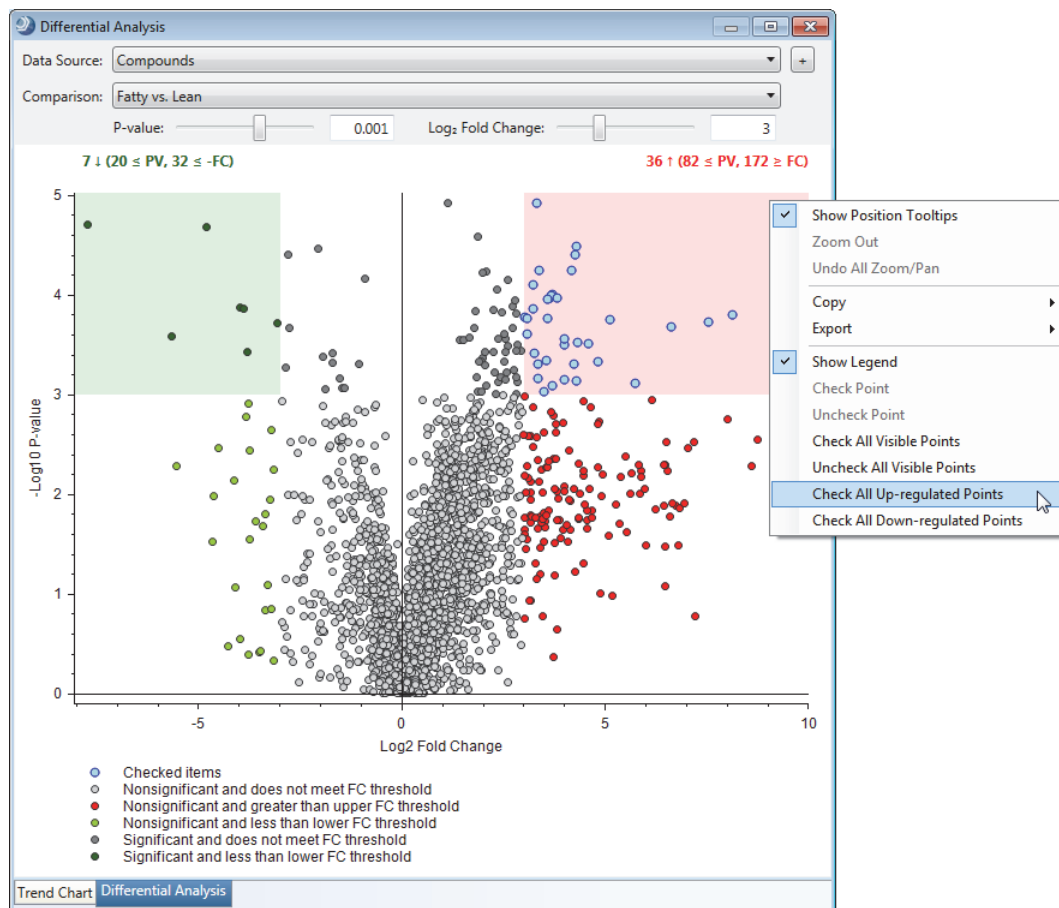 Differential Analysis
Data Source: Compounds +
Comparison: Fatty vs. Lean
P-value: 0.001 Log₂ Fold Change: 3
7 ↓ (20 ≤ PV, 32 ≤ -FC) 36 ↑ (82 ≤ PV, 172 ≥ FC)
5
4
3
2
1
0
-Log10 P-value
-5 0 5 10
Log2 Fold Change
Show Position Tooltips
Zoom Out
Undo All Zoom/Pan
Copy
Export
Show Legend
Check Point
Uncheck Point
Check All Visible Points
Uncheck All Visible Points
Check All Up-regulated Points
Check All Down-regulated Points
Checked items
Nonsignificant and does not meet FC threshold
Nonsignificant and greater than upper FC threshold
Nonsignificant and less than lower FC threshold
Significant and does not meet FC threshold
Significant and less than lower FC threshold
Trend Chart Differential Analysis